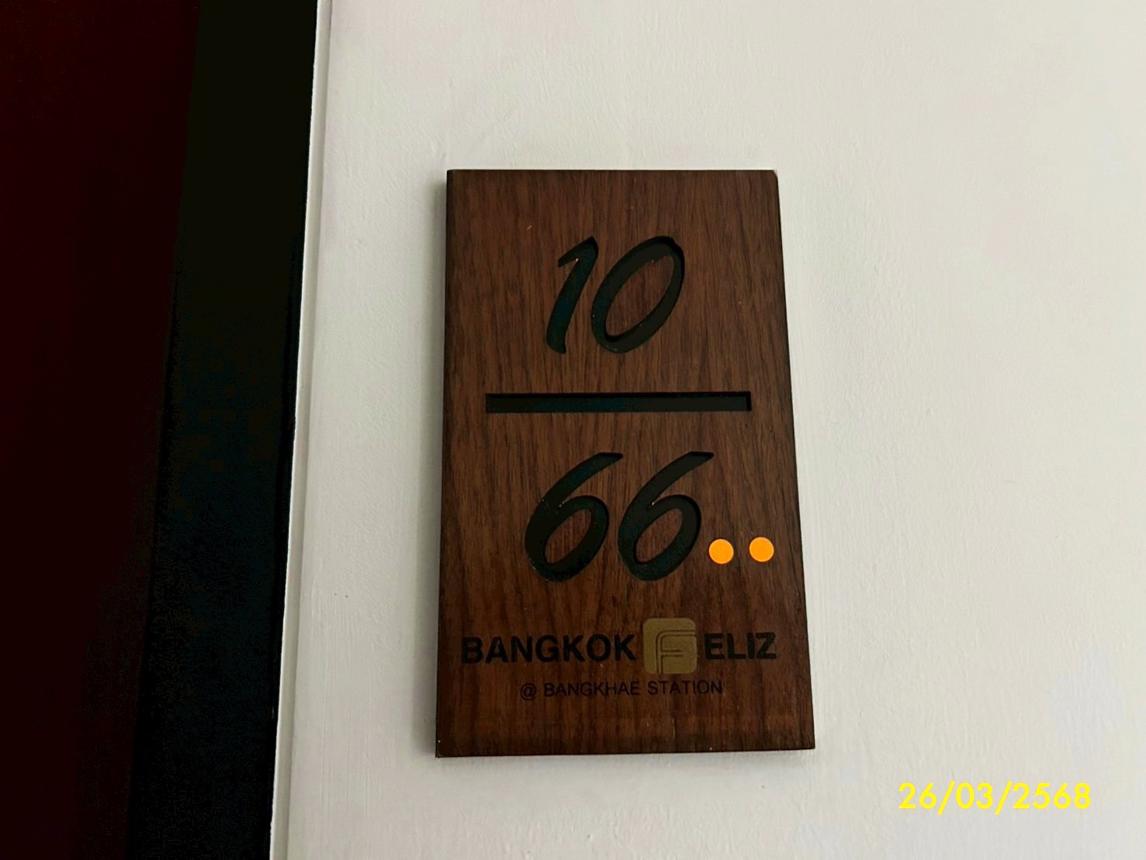 10
66..
BANGKOK FELIZ
@ BANGKHAE STATION
26/03/2568